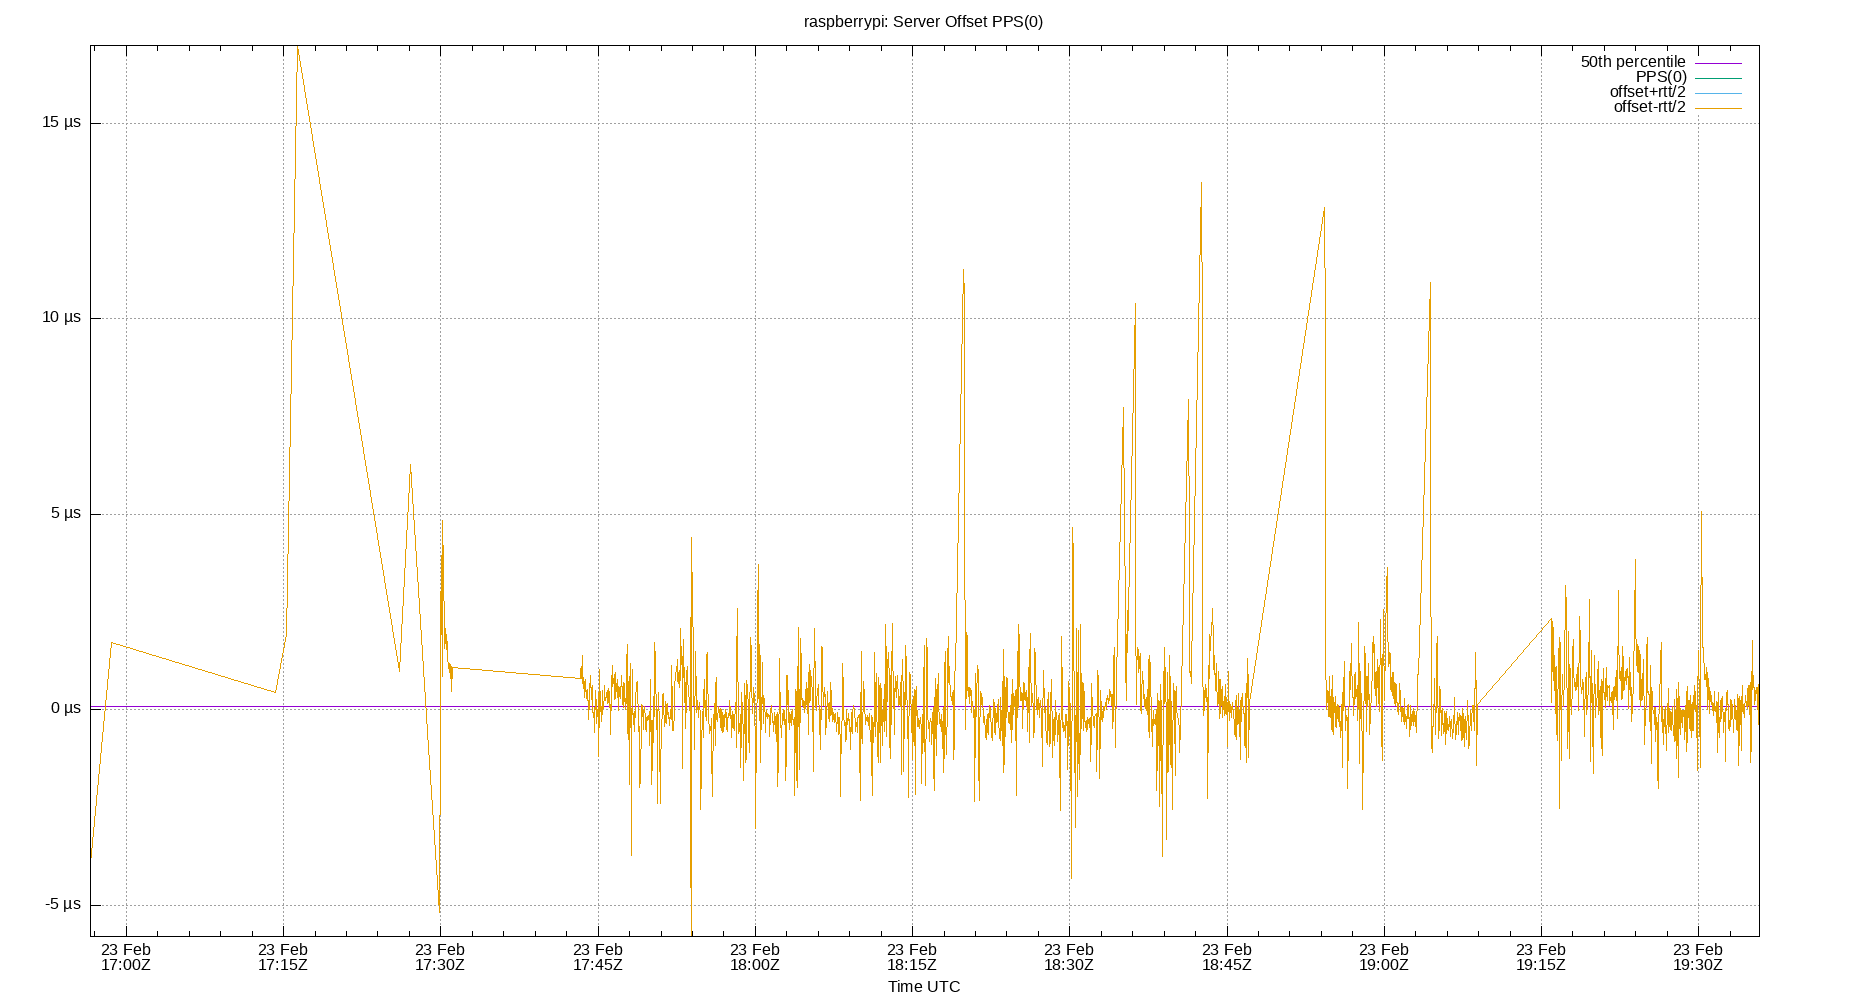 raspberrypi: Server Offset PPS(0)
50th percentile
PPS(0)
offset+rtt/2
offset-rtt/2
15 µs
10 µs
5 µs
0 µs
-5 µs
23 Feb 23 Feb 23 Feb 23 Feb 23 Feb 23 Feb 23 Feb 23 Feb 23 Feb 23 Feb 23 Feb
17:00Z 17:15Z 17:30Z 17:45Z 18:00Z 18:15Z 18:30Z 18:45Z 19:00Z 19:15Z 19:30Z
Time UTC